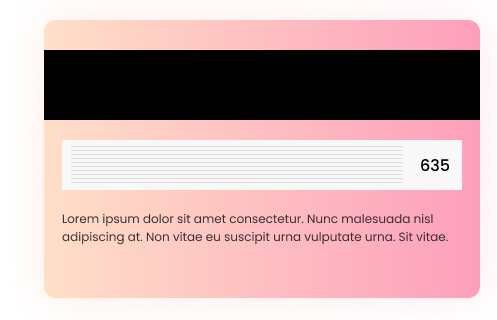 635
Lorem ipsum dolor sit amet consectetur. Nunc malesuada nisl
adipiscing at. Non vitae eu suscipit urna vulputate urna. Sit vitae.